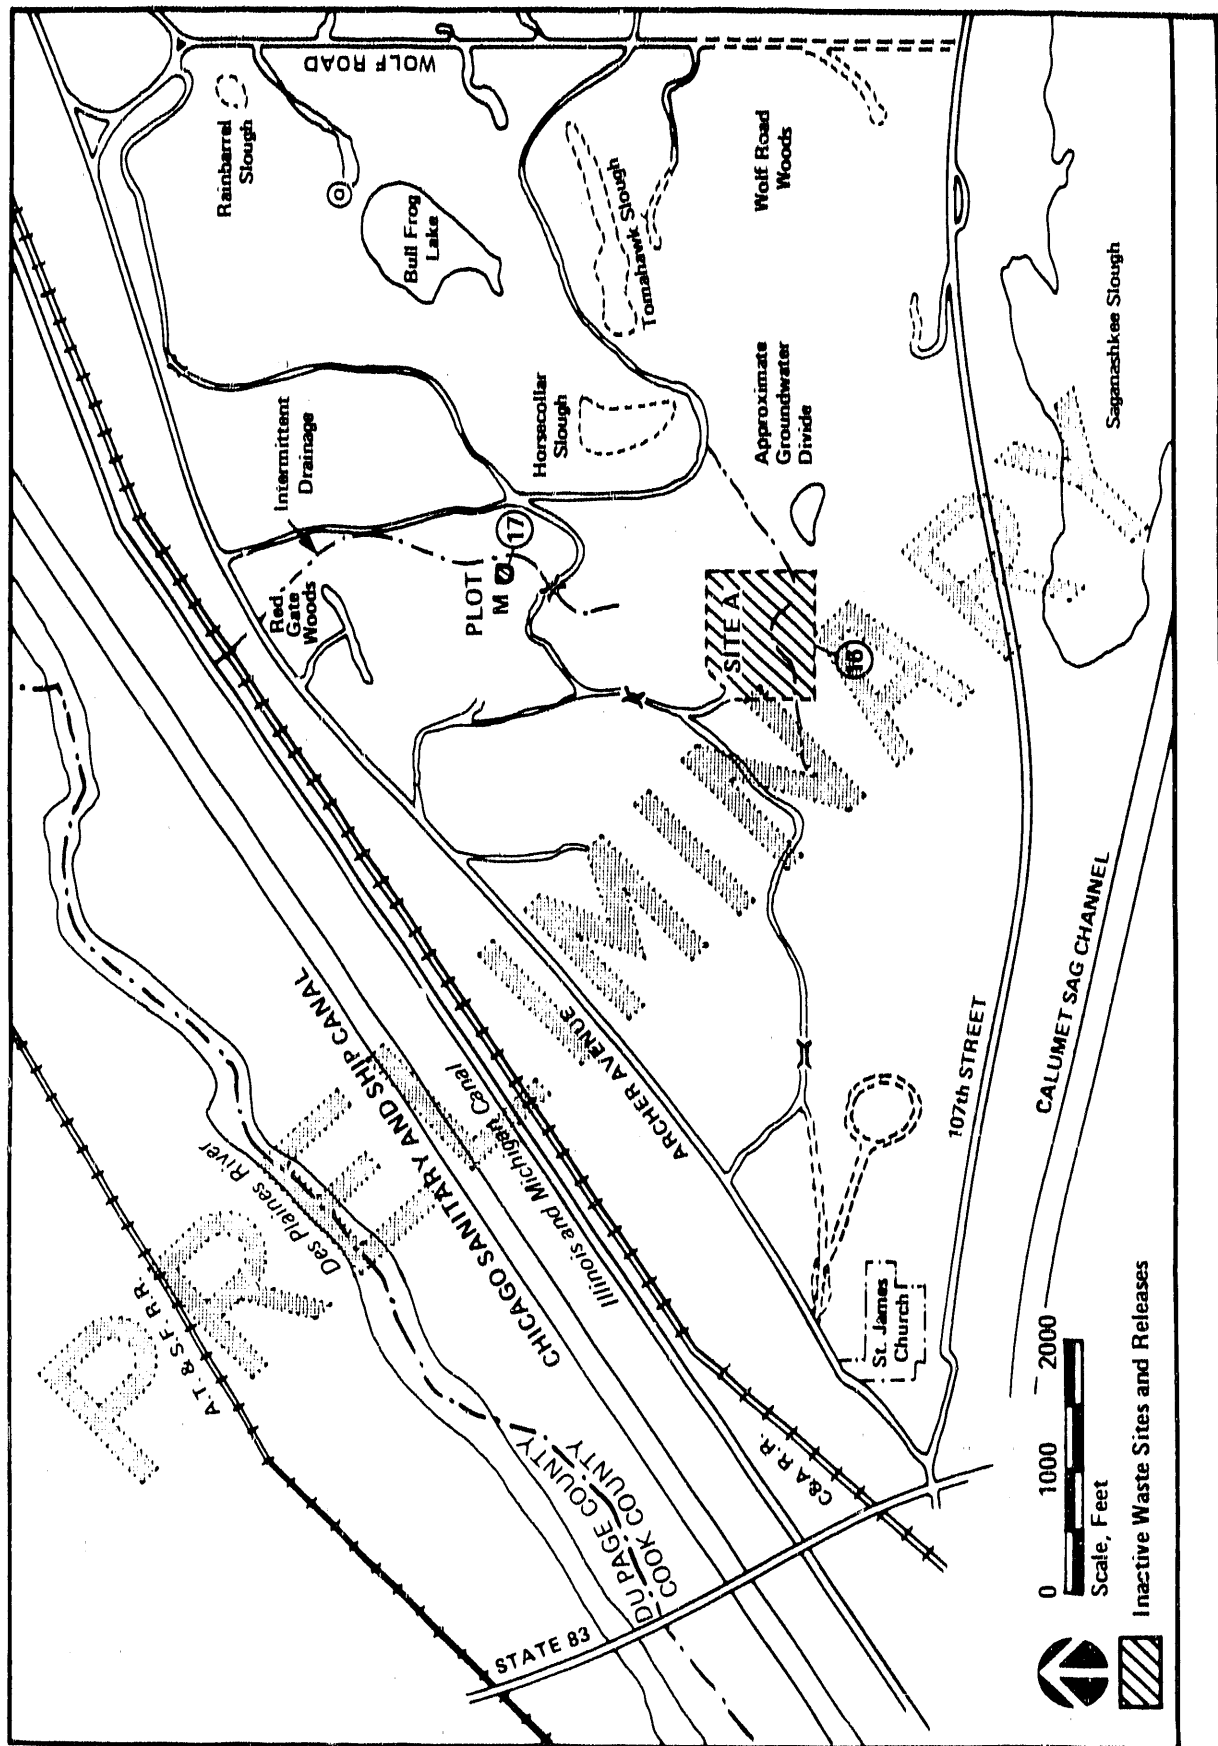 PRELIMINARY
A.T. & S.F. R.R.
Des Plaines River
CHICAGO SANITARY AND SHIP CANAL
Illinois and Michigan Canal
ARCHER AVENUE
DU PAGE COUNTY
COOK COUNTY
STATE 83
C&A R.R.
St. James
Church
107th STREET
CALUMET SAG CHANNEL
Red
Gate
Woods
Intermittent
Drainage
PLOT
M
17
SITE A
16
Horsecollar
Slough
Approximate
Groundwater
Divide
Rainbarrel
Slough
Bull Frog
Lake
Tomahawk Slough
Wolf Road
Woods
WOLF ROAD
Saganashkee Slough
0 1000 2000
Scale, Feet
Inactive Waste Sites and Releases